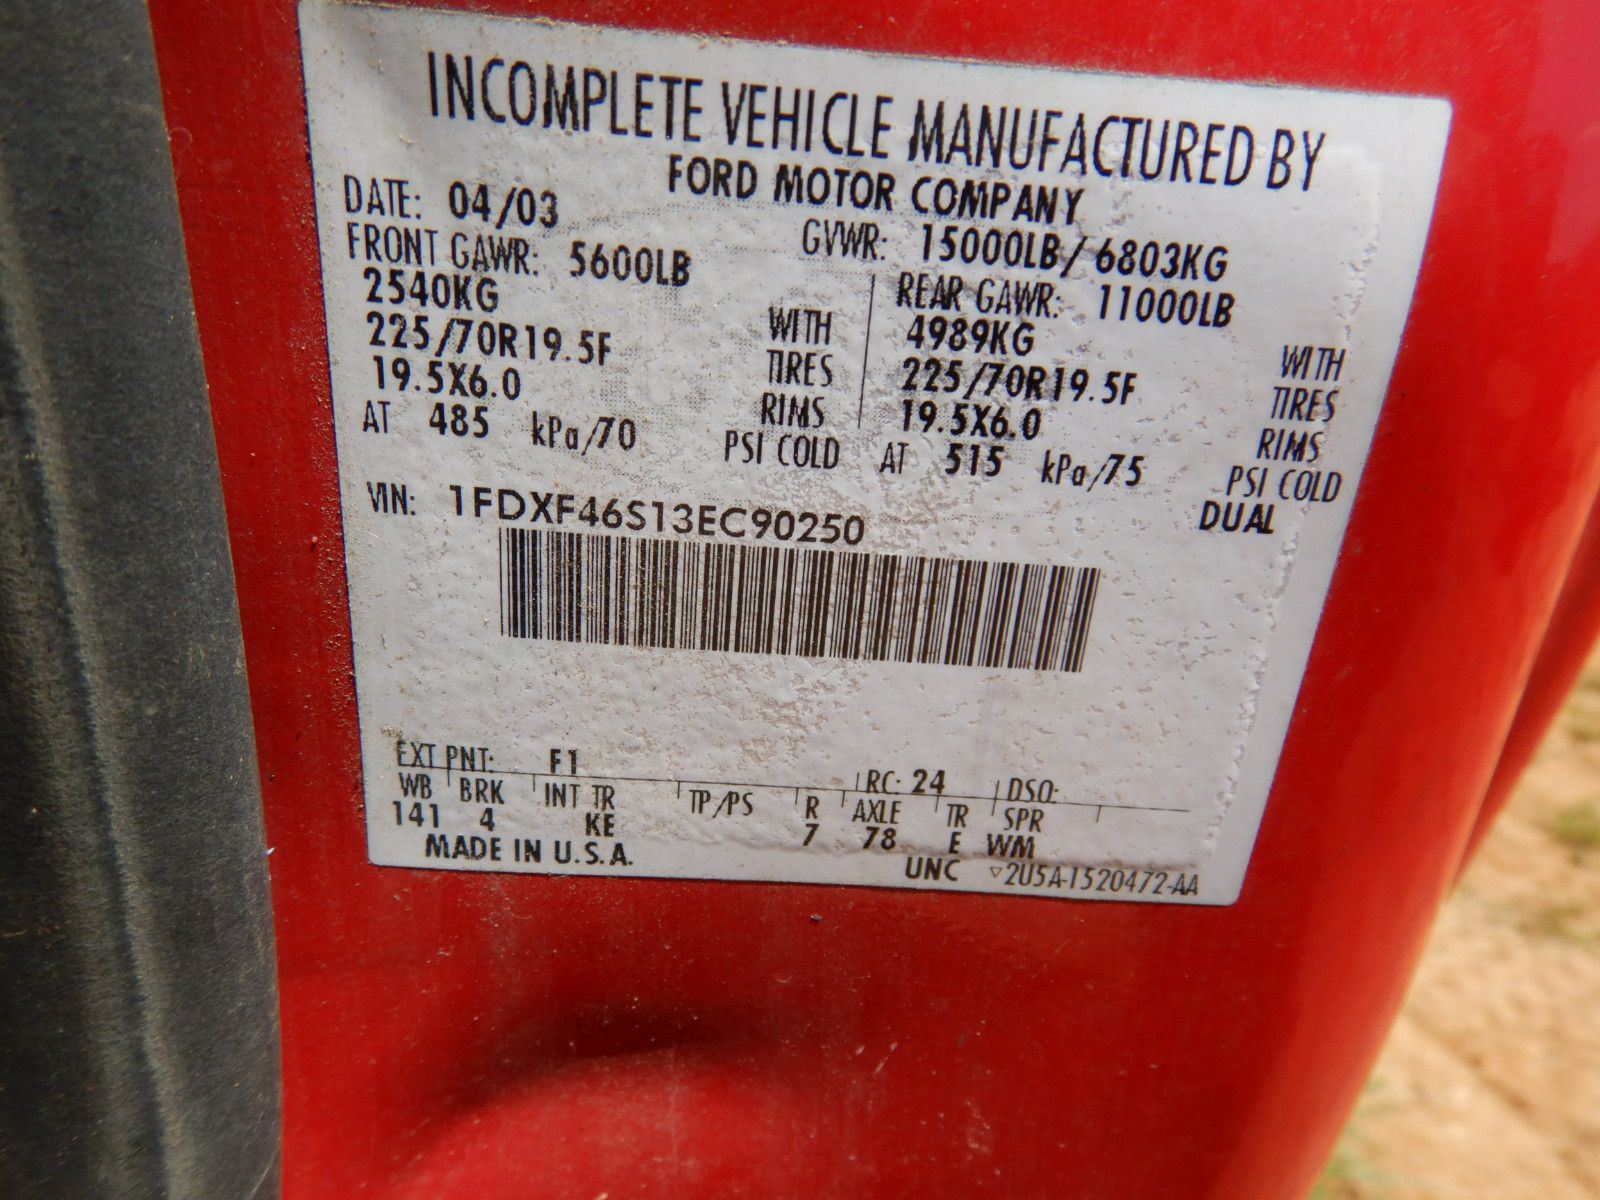 INCOMPLETE VEHICLE MANUFACTURED BY
FORD MOTOR COMPANY
DATE: 04/03 GVWR: 15000LB/ 6803KG
FRONT GAWR: 5600LB REAR GAWR: 11000LB
2540KG WITH 4989KG WITH
225/70R19.5F TIRES 225/70R19.5F TIRES
19.5X6.0 RIMS 19.5X6.0 RIMS
AT 485 kPa/70 PSI COLD AT 515 kPa/75 PSI COLD
DUAL
VIN: 1FDXF46S13EC90250
EXT PNT: F1 RC: 24 DSO:
WB BRK INT TR TP/PS R AXLE TR SPR
141 4 KE 7 78 E WM
MADE IN U.S.A. UNC ▽2U5A-1520472-AA